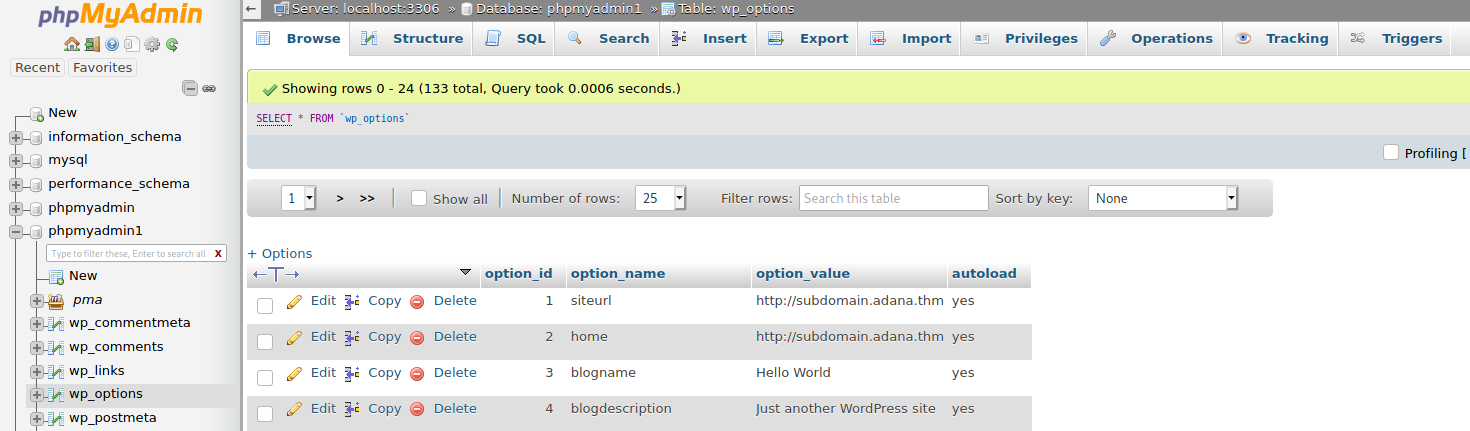 phpMyAdmin
Recent Favorites
New
information_schema
mysql
performance_schema
phpmyadmin
phpmyadmin1
Type to filter these, Enter to search all X
New
pma
wp_commentmeta
wp_comments
wp_links
wp_options
wp_postmeta
Server: localhost:3306 » Database: phpmyadmin1 » Table: wp_options
Browse Structure SQL Search Insert Export Import Privileges Operations Tracking Triggers
Showing rows 0 - 24 (133 total, Query took 0.0006 seconds.)
SELECT * FROM `wp_options`
Profiling [
1 > >> Show all Number of rows: 25 Filter rows: Search this table Sort by key: None
+ Options
←T→ option_id option_name option_value autoload
Edit Copy Delete 1 siteurl http://subdomain.adana.thm yes
Edit Copy Delete 2 home http://subdomain.adana.thm yes
Edit Copy Delete 3 blogname Hello World yes
Edit Copy Delete 4 blogdescription Just another WordPress site yes